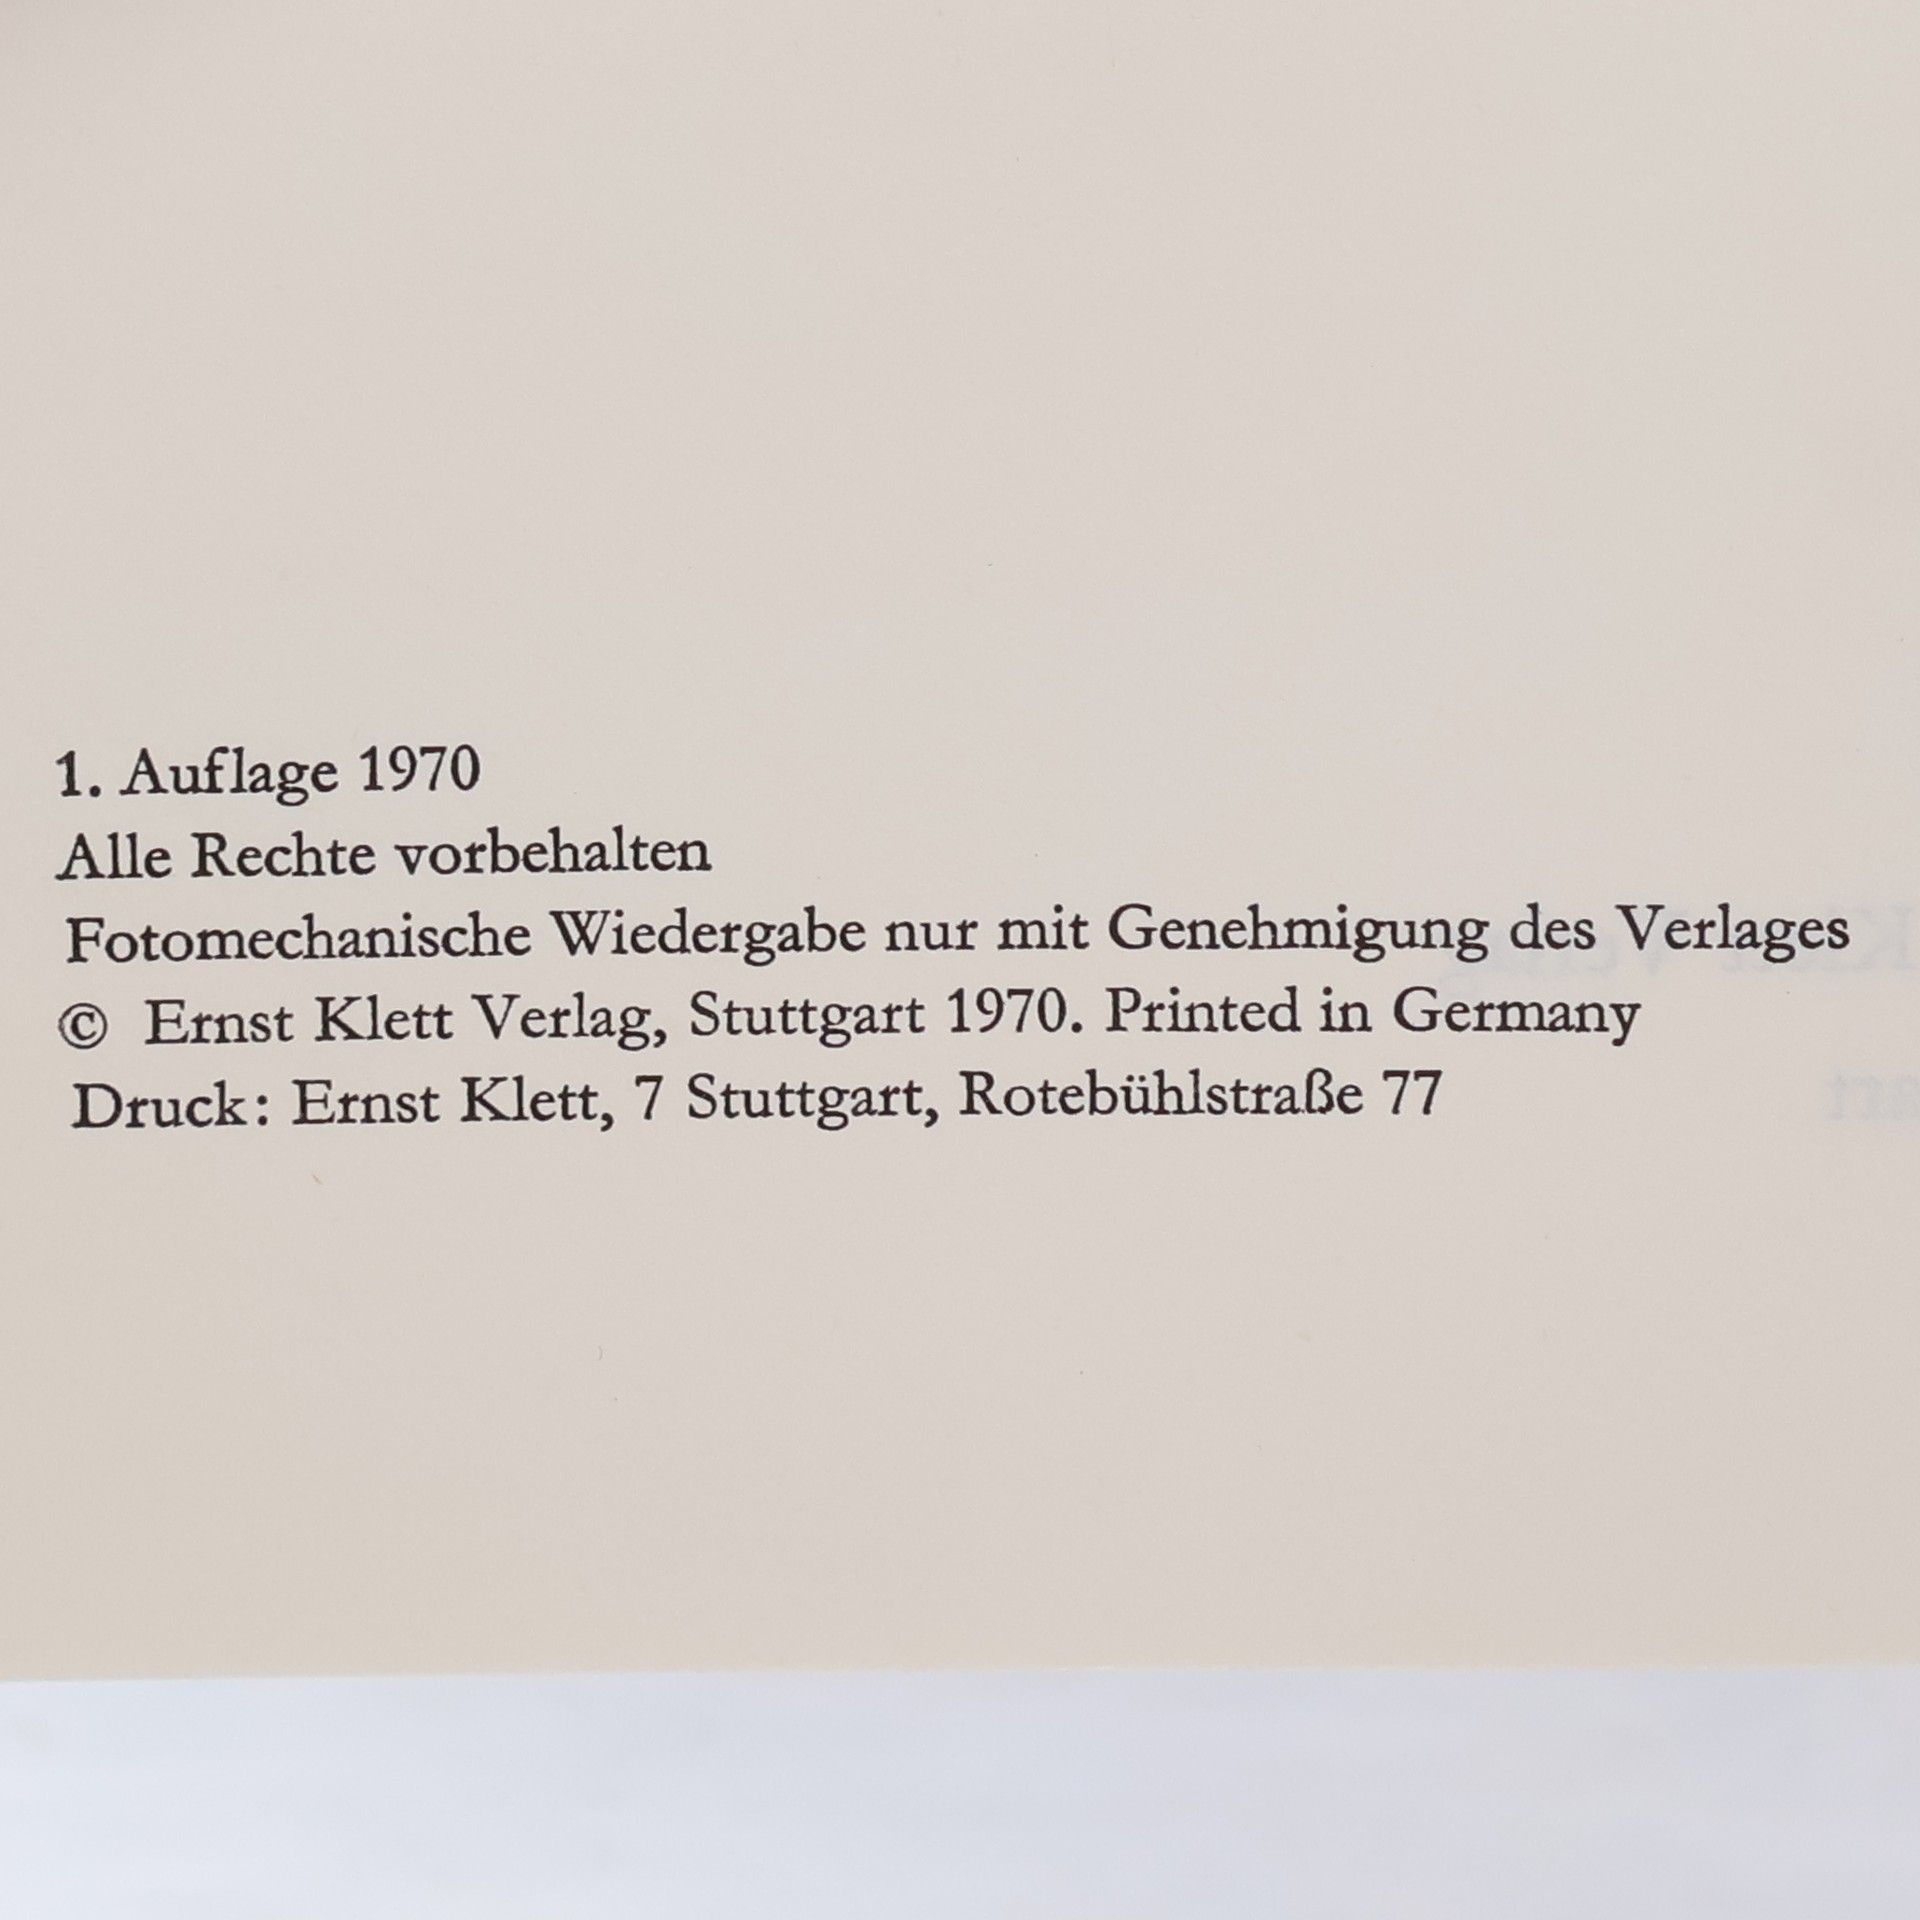 1. Auflage 1970
Alle Rechte vorbehalten
Fotomechanische Wiedergabe nur mit Genehmigung des Verlages
© Ernst Klett Verlag, Stuttgart 1970. Printed in Germany
Druck: Ernst Klett, 7 Stuttgart, Rotebühlstraße 77